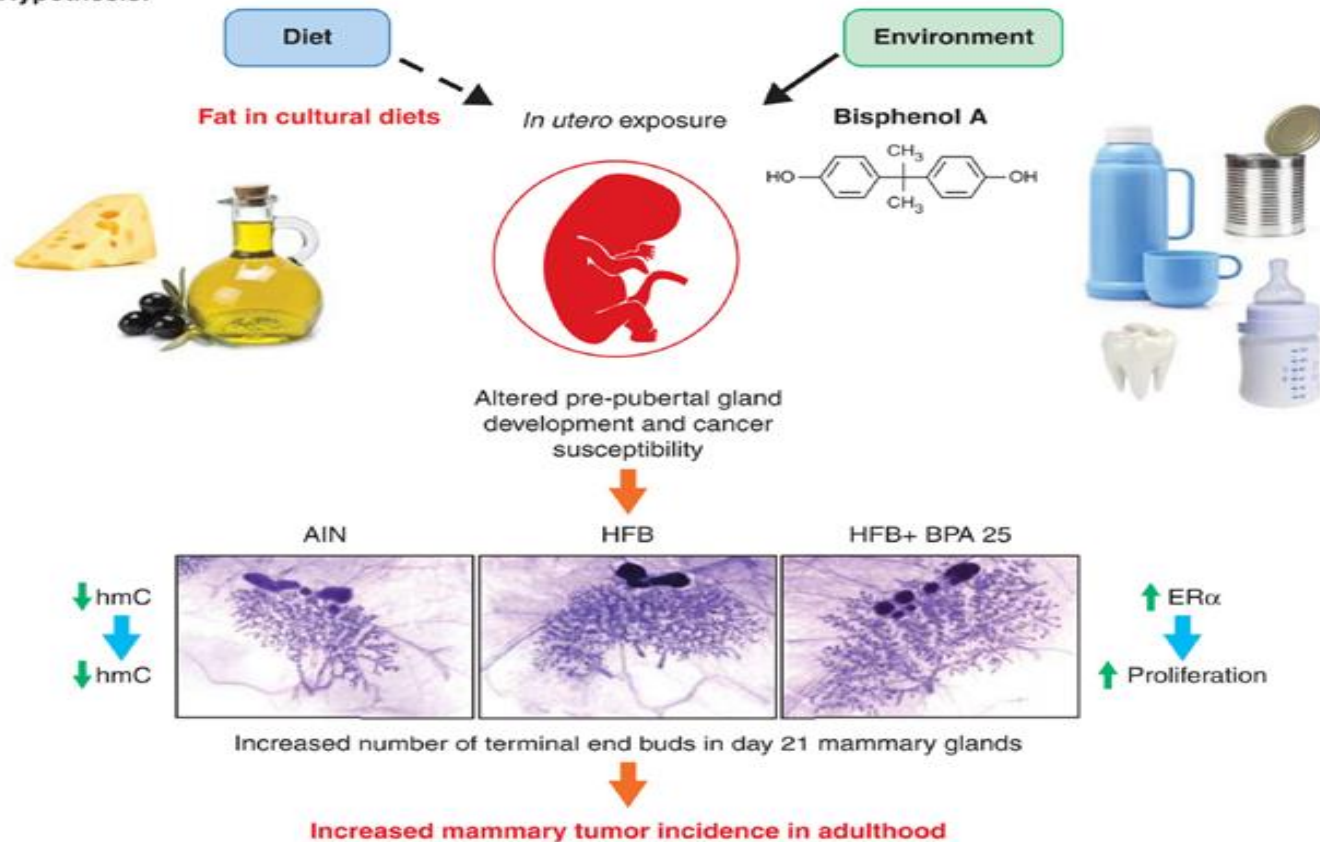 Hypothesis:
Diet
Environment
Fat in cultural diets
In utero exposure
Bisphenol A
CH3
HO
OH
CH3
Altered pre-pubertal gland
development and cancer
susceptibility
AIN
HFB
HFB+ BPA 25
↓hmC
↓hmC
↑ ERα
↑ Proliferation
Increased number of terminal end buds in day 21 mammary glands
Increased mammary tumor incidence in adulthood